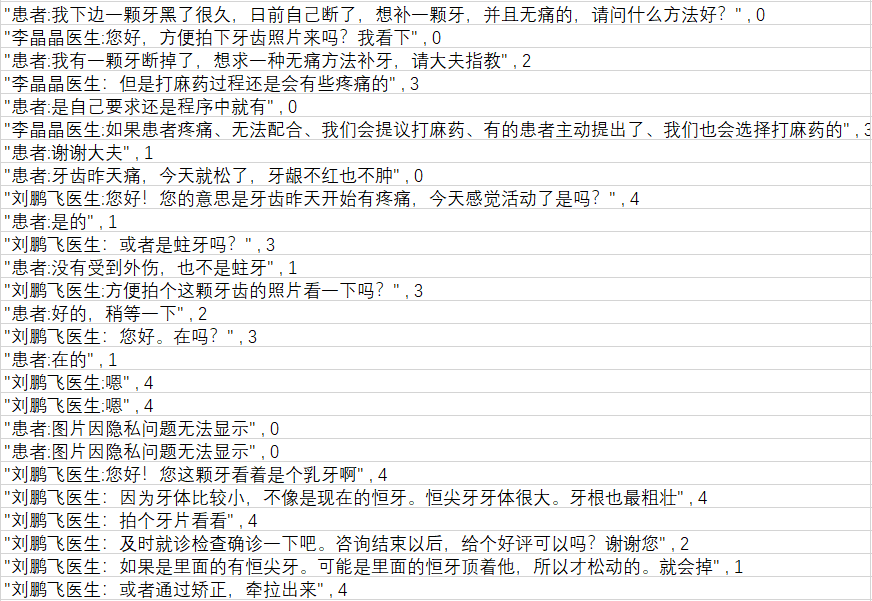 "患者:我下边一颗牙黑了很久，日前自己断了，想补一颗牙，并且无痛的，请问什么方法好？" , 0
"李晶晶医生:您好，方便拍下牙齿照片来吗？我看下" , 0
"患者:我有一颗牙断掉了，想求一种无痛方法补牙，请大夫指教" , 2
"李晶晶医生：但是打麻药过程还是会有些疼痛的" , 3
"患者:是自己要求还是程序中就有" , 0
"李晶晶医生:如果患者疼痛、无法配合、我们会提议打麻药、有的患者主动提出了、我们也会选择打麻药的" , 3
"患者:谢谢大夫" , 1
"患者:牙齿昨天痛，今天就松了，牙龈不红也不肿" , 0
"刘鹏飞医生:您好！您的意思是牙齿昨天开始有疼痛，今天感觉活动了是吗？" , 4
"患者:是的" , 1
"刘鹏飞医生：或者是蛀牙吗？" , 3
"患者:没有受到外伤，也不是蛀牙" , 1
"刘鹏飞医生:方便拍个这颗牙齿的照片看一下吗？" , 3
"患者:好的，稍等一下" , 2
"刘鹏飞医生：您好。在吗？" , 3
"患者:在的" , 1
"刘鹏飞医生:嗯" , 4
"刘鹏飞医生:嗯" , 4
"患者:图片因隐私问题无法显示" , 0
"患者:图片因隐私问题无法显示" , 0
"刘鹏飞医生:您好！您这颗牙看着是个乳牙啊" , 4
"刘鹏飞医生：因为牙体比较小，不像是现在的恒牙。恒尖牙牙体很大。牙根也最粗壮" , 4
"刘鹏飞医生：拍个牙片看看" , 4
"刘鹏飞医生：及时就诊检查确诊一下吧。咨询结束以后，给个好评可以吗？谢谢您" , 2
"刘鹏飞医生：如果是里面的有恒尖牙。可能是里面的恒牙顶着他，所以才松动的。就会掉" , 1
"刘鹏飞医生：或者通过矫正，牵拉出来" , 4